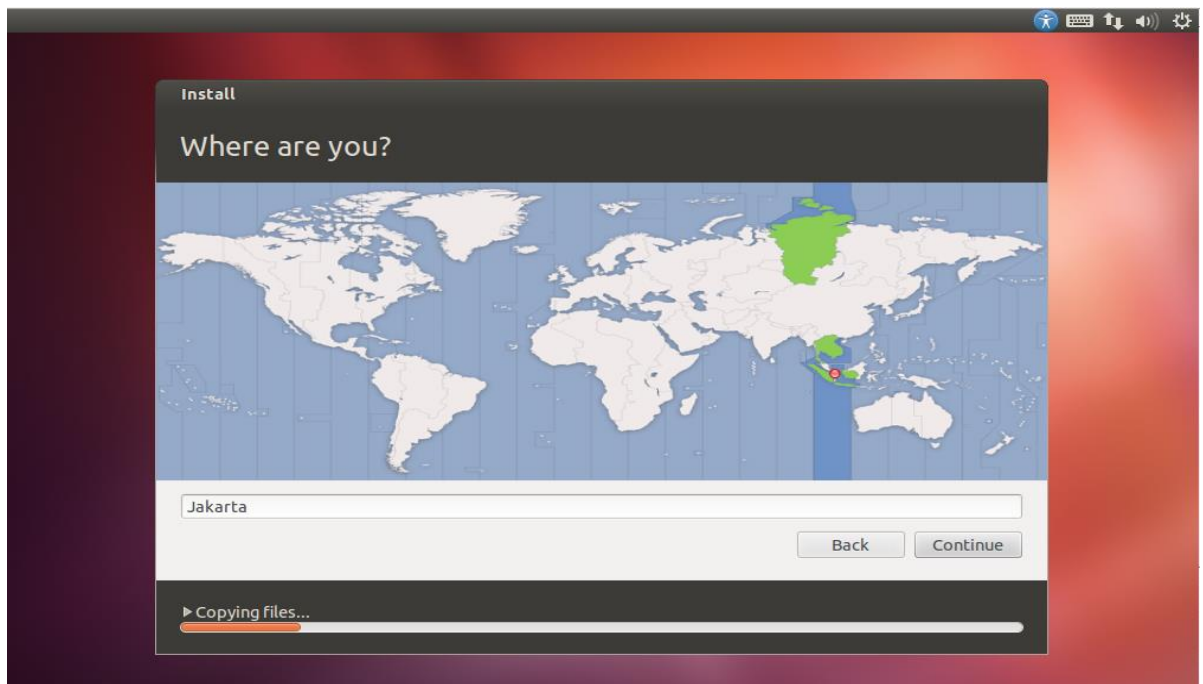 Install
Where are you?
Jakarta
Back
Continue
Copying files...